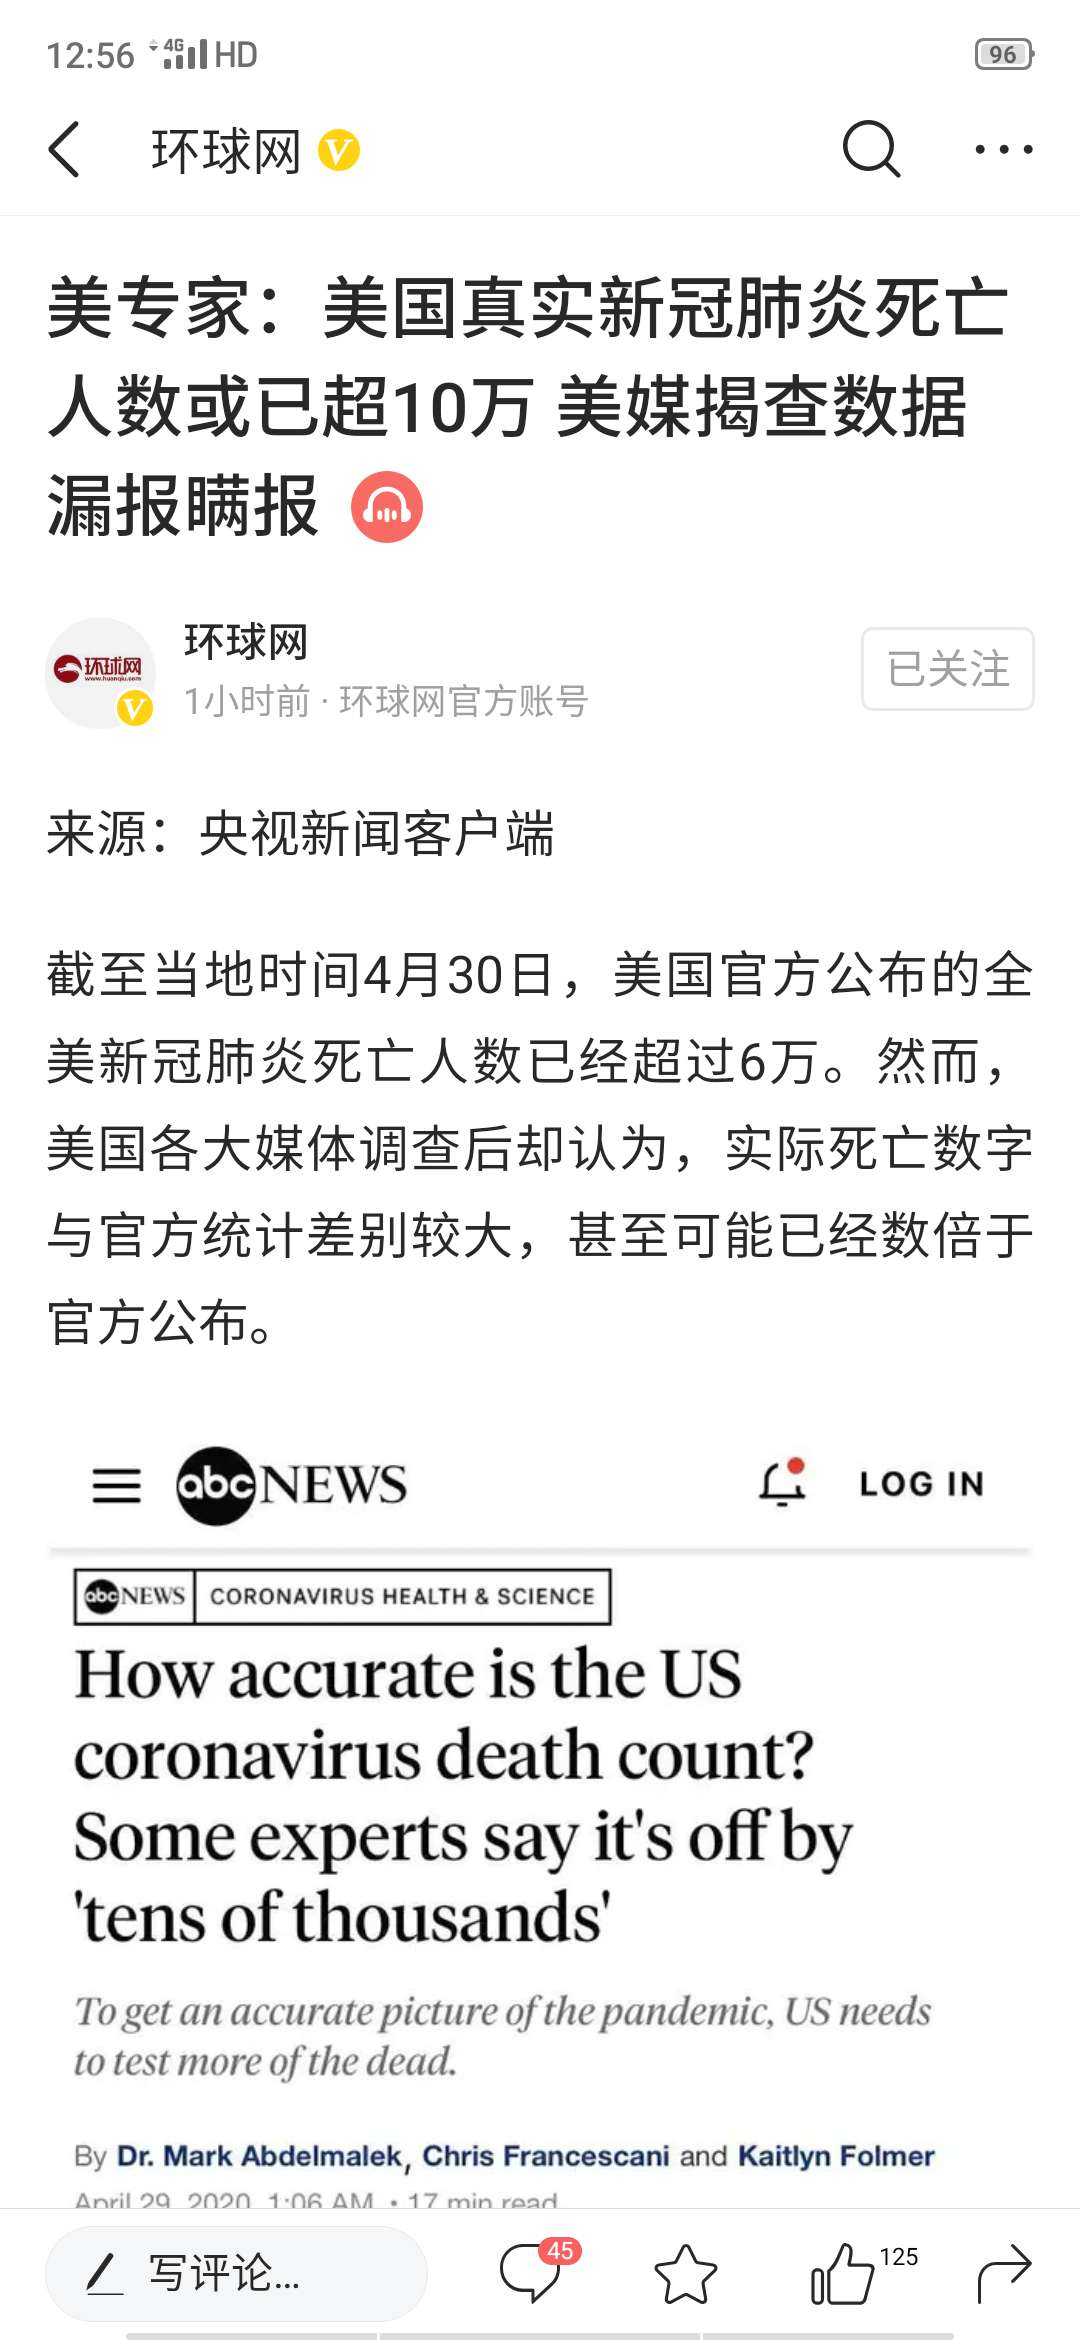 12:56 4G HD 96
环球网
美专家：美国真实新冠肺炎死亡
人数或已超10万 美媒揭查数据
漏报瞒报
环球网
www.huanqiu.com
环球网
1小时前 · 环球网官方账号
已关注
来源：央视新闻客户端
截至当地时间4月30日，美国官方公布的全
美新冠肺炎死亡人数已经超过6万。然而，
美国各大媒体调查后却认为，实际死亡数字
与官方统计差别较大，甚至可能已经数倍于
官方公布。
abc NEWS LOG IN
abc NEWS CORONAVIRUS HEALTH & SCIENCE
How accurate is the US
coronavirus death count?
Some experts say it's off by
'tens of thousands'
To get an accurate picture of the pandemic, US needs
to test more of the dead.
By Dr. Mark Abdelmalek, Chris Francescani and Kaitlyn Folmer
April 29, 2020, 1:06 AM • 17 min read
写评论... 45 125